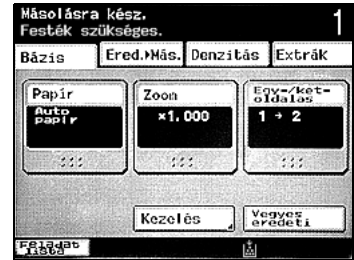 Másolásra kész.
Festék szükséges.
1
Bázis
Ered.▸Más.
Denzitás
Extrák
Papír
Auto
papír
Zoom
×1.000
Egy-/két-
oldalas
1 → 2
Kezelés
Vegyes
eredeti
Feladat
lista